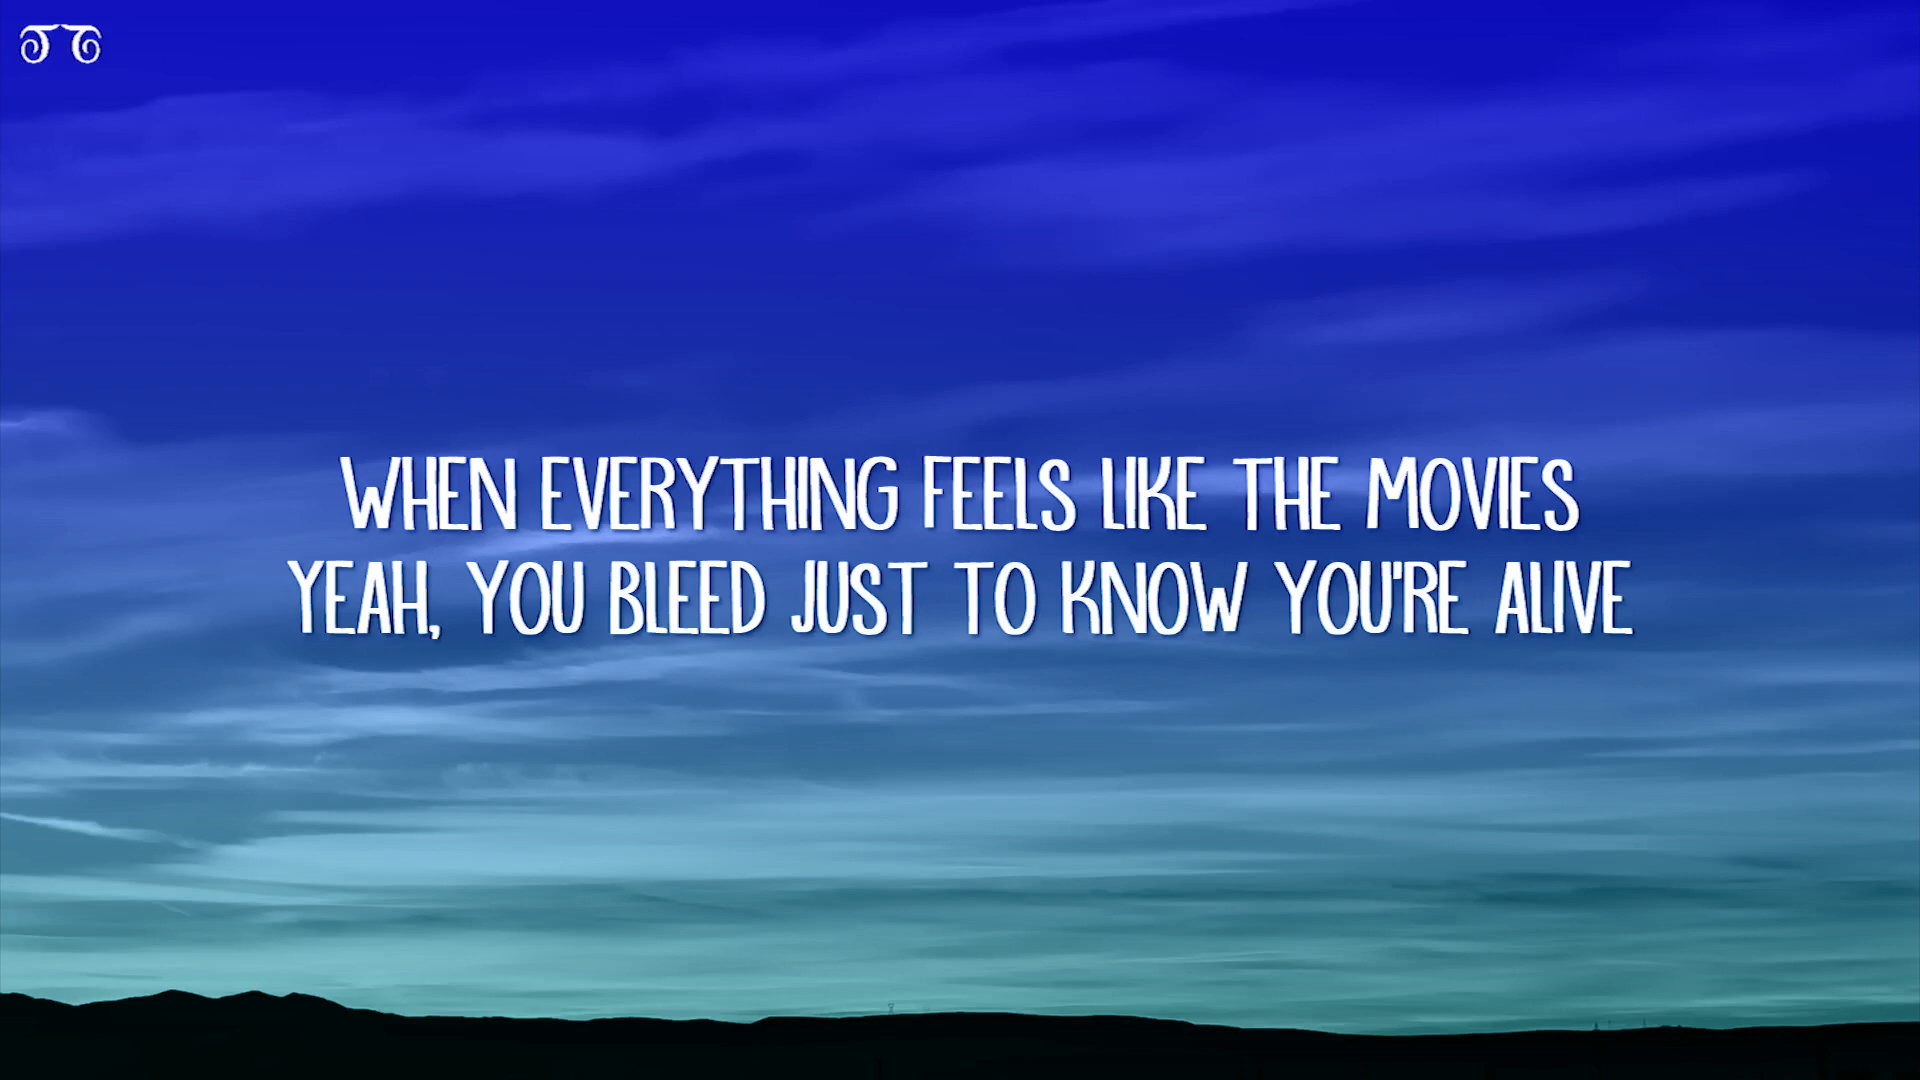 WHEN EVERYTHING FEELS LIKE THE MOVIES
YEAH, YOU BLEED JUST TO KNOW YOU'RE ALIVE